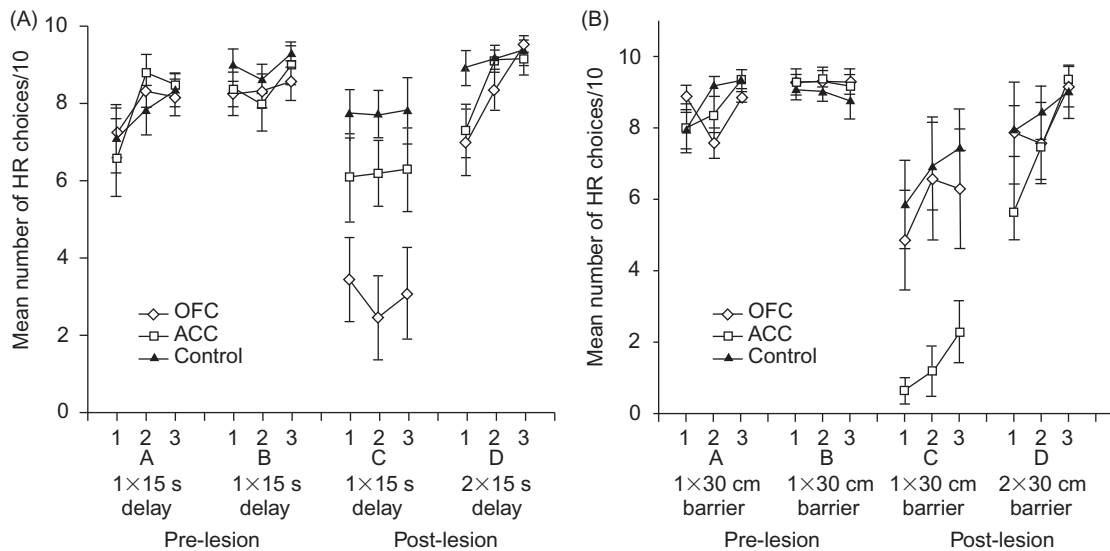 (A)
Mean number of HR choices/10
10
8
6
4
2
0
OFC
ACC
Control
1 2 3 1 2 3 1 2 3 1 2 3
A B C D
1×15 s 1×15 s 1×15 s 2×15 s
delay delay delay delay
Pre-lesion Post-lesion
(B)
Mean number of HR choices/10
10
8
6
4
2
0
OFC
ACC
Control
1 2 3 1 2 3 1 2 3 1 2 3
A B C D
1×30 cm 1×30 cm 1×30 cm 2×30 cm
barrier barrier barrier barrier
Pre-lesion Post-lesion